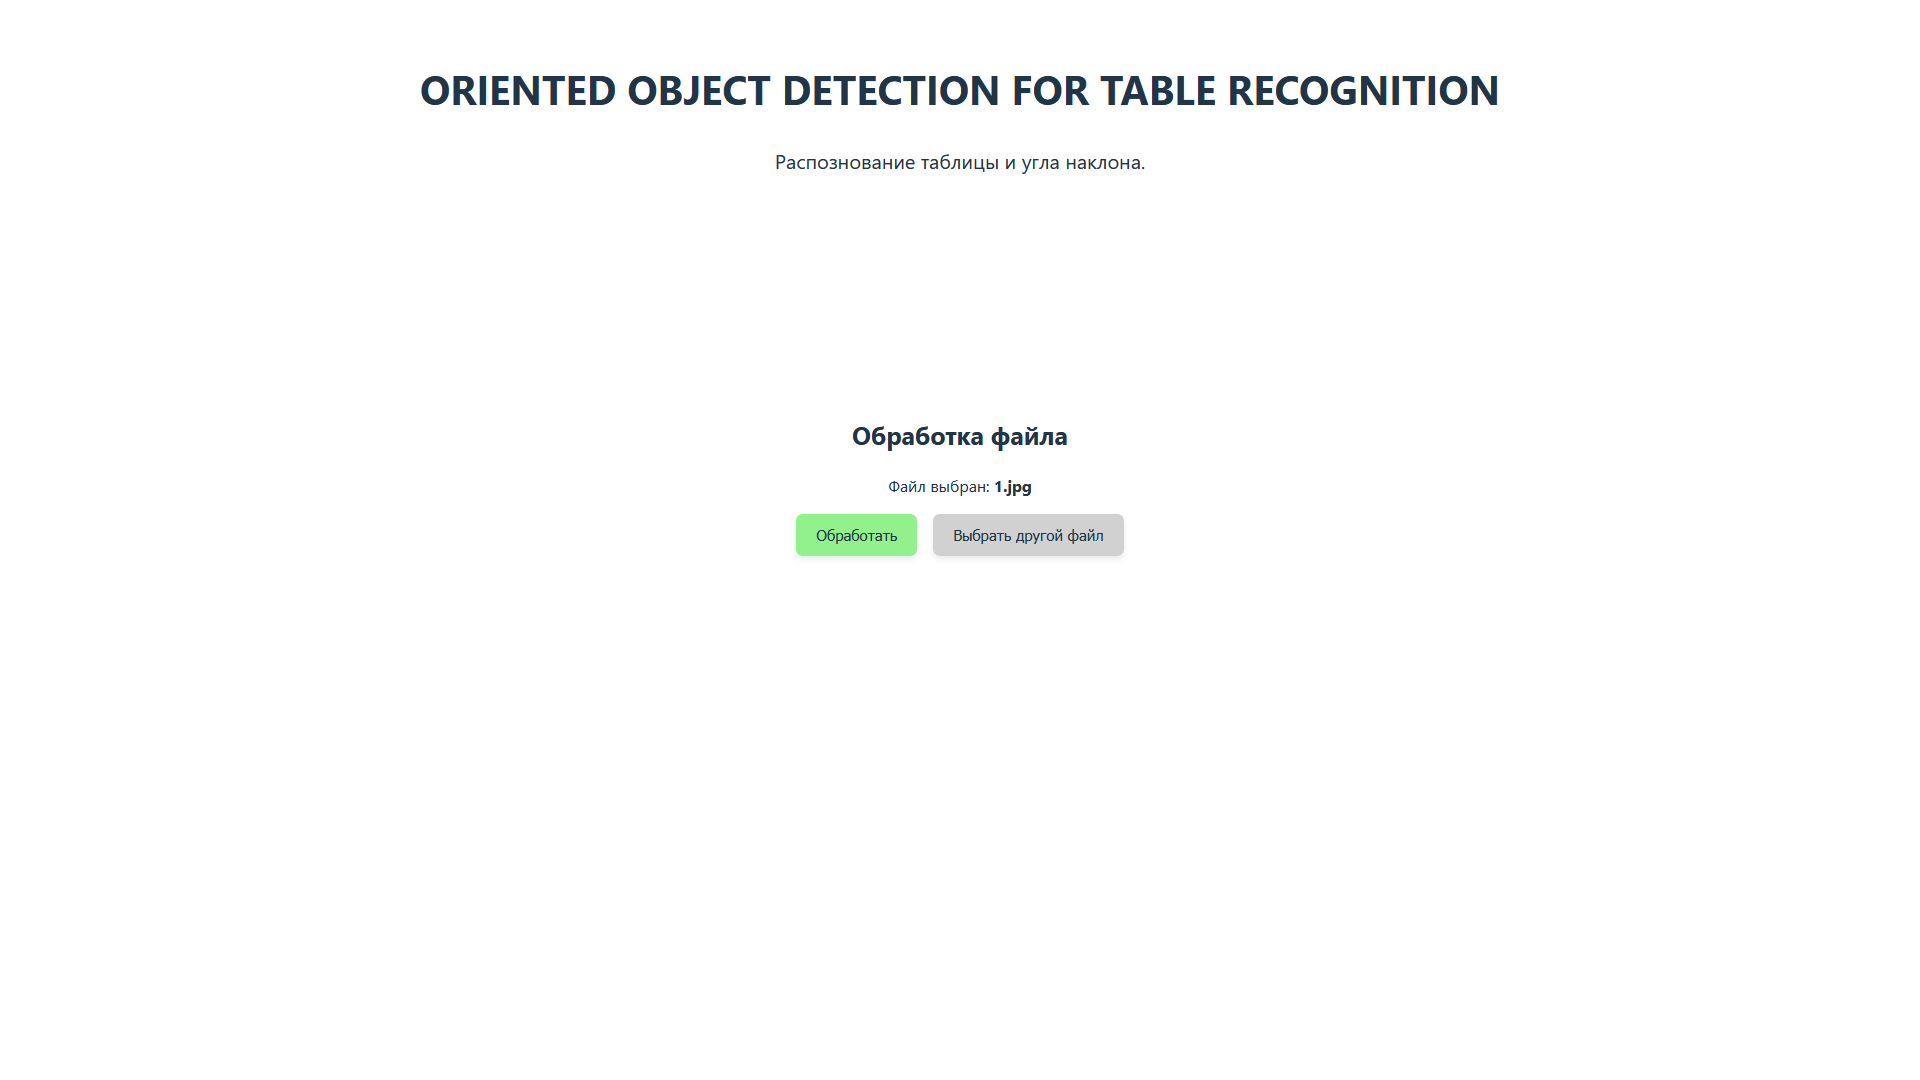 ORIENTED OBJECT DETECTION FOR TABLE RECOGNITION
Распознование таблицы и угла наклона.
Обработка файла
Файл выбран: 1.jpg
Обработать
Выбрать другой файл